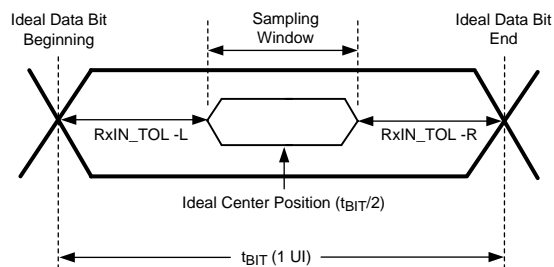 Ideal Data Bit
Beginning
Sampling
Window
Ideal Data Bit
End
RxIN_TOL -L
RxIN_TOL -R
Ideal Center Position (tBIT/2)
tBIT (1 UI)